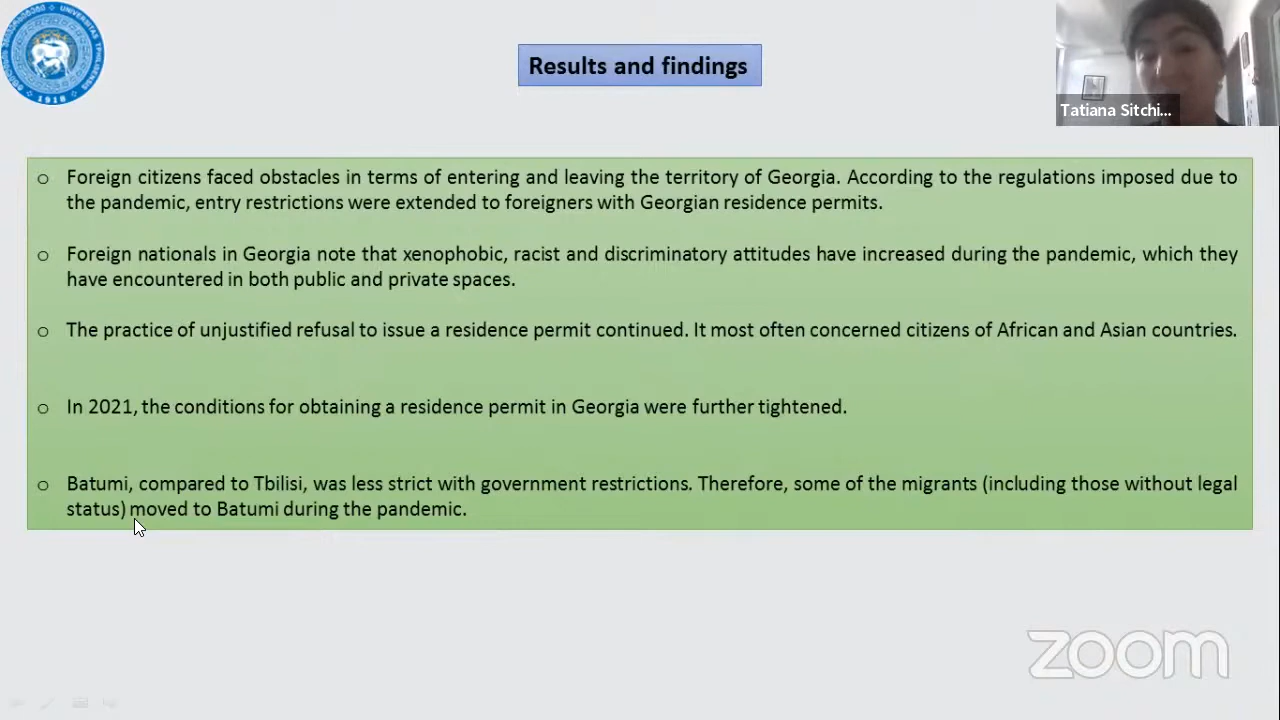 Results and findings
Tatiana Sitchi...
o Foreign citizens faced obstacles in terms of entering and leaving the territory of Georgia. According to the regulations imposed due to
the pandemic, entry restrictions were extended to foreigners with Georgian residence permits.
o Foreign nationals in Georgia note that xenophobic, racist and discriminatory attitudes have increased during the pandemic, which they
have encountered in both public and private spaces.
o The practice of unjustified refusal to issue a residence permit continued. It most often concerned citizens of African and Asian countries.
o In 2021, the conditions for obtaining a residence permit in Georgia were further tightened.
o Batumi, compared to Tbilisi, was less strict with government restrictions. Therefore, some of the migrants (including those without legal
status) moved to Batumi during the pandemic.
zoom
1918